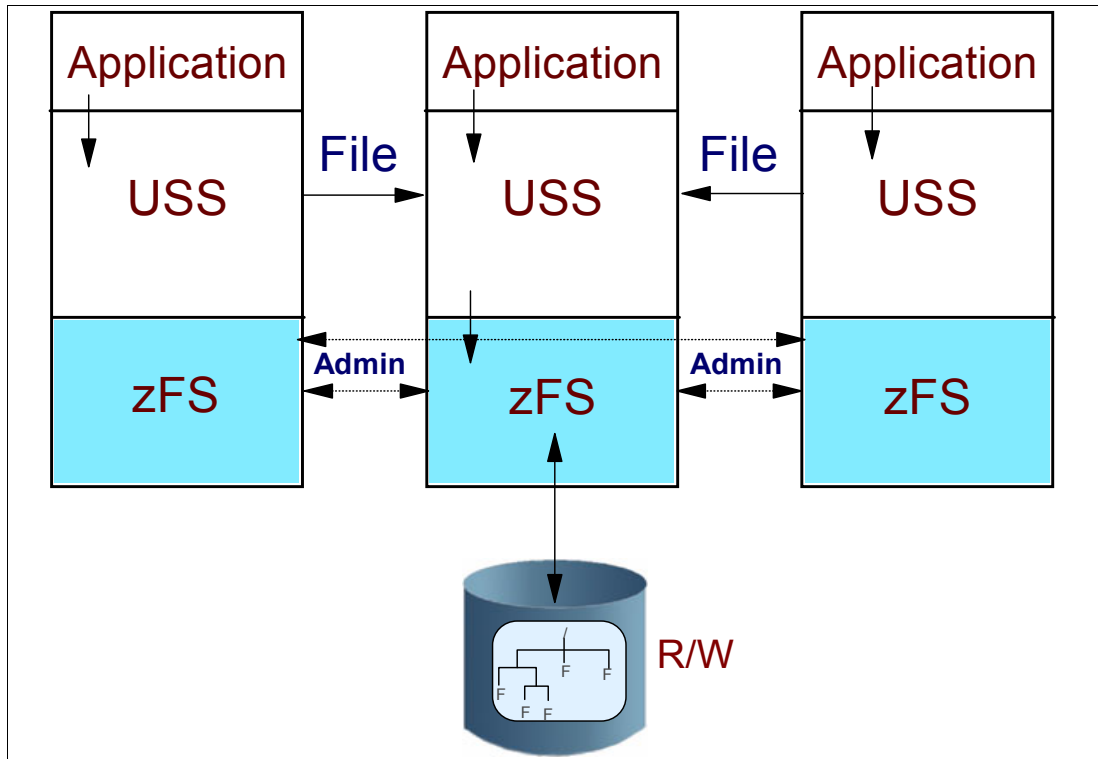 Application Application Application
File File
USS USS USS
Admin Admin
zFS zFS zFS
R/W
/
F F
F
F F